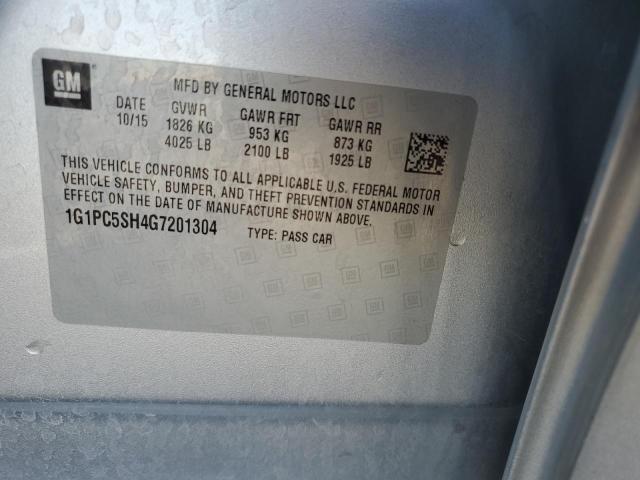 GM
MFD BY GENERAL MOTORS LLC
DATE GVWR GAWR FRT GAWR RR
10/15 1826 KG 953 KG 873 KG
4025 LB 2100 LB 1925 LB
THIS VEHICLE CONFORMS TO ALL APPLICABLE U.S. FEDERAL MOTOR
VEHICLE SAFETY, BUMPER, AND THEFT PREVENTION STANDARDS IN
EFFECT ON THE DATE OF MANUFACTURE SHOWN ABOVE.
1G1PC5SH4G7201304 TYPE: PASS CAR